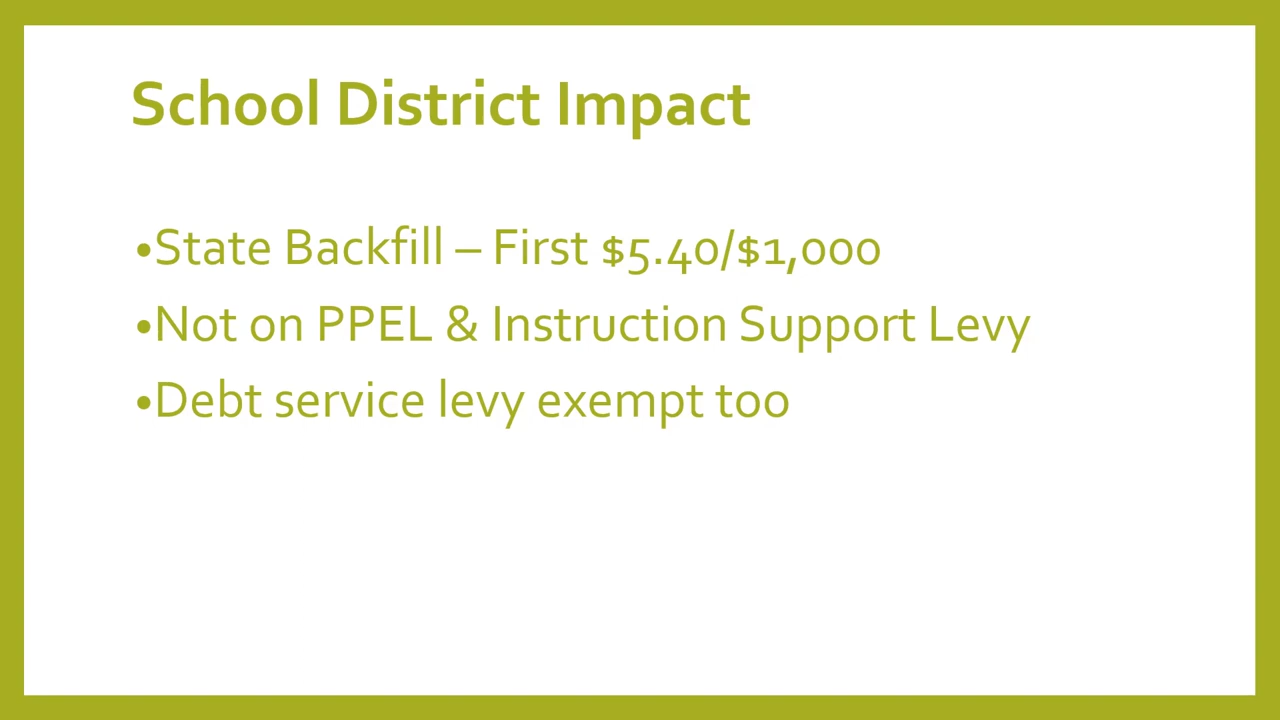 School District Impact
•State Backfill – First $5.40/$1,000
•Not on PPEL & Instruction Support Levy
•Debt service levy exempt too